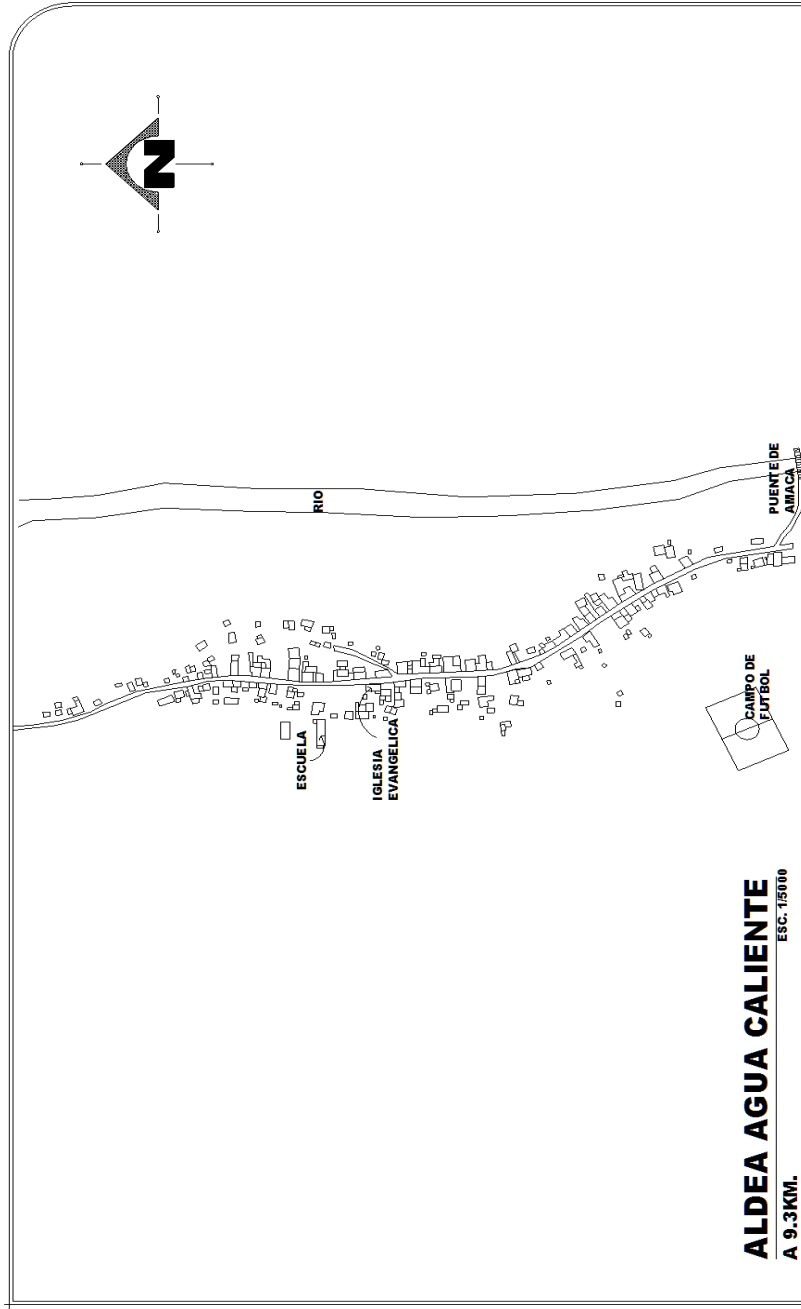 N
RIO
PUENTE DE
AMACA
CAMPO DE
FUTBOL
ESCUELA
IGLESIA
EVANGELICA
ALDEA AGUA CALIENTE
ESC. 1/5000
A 9.3KM.